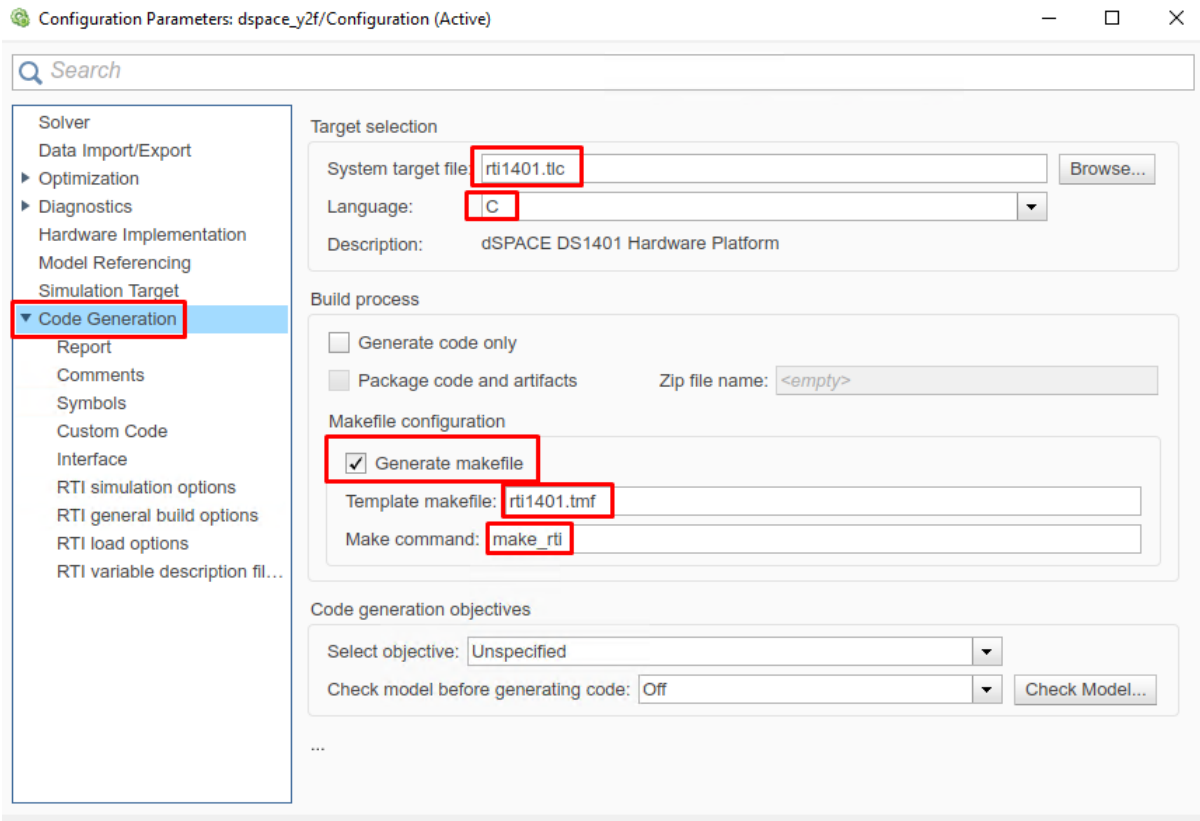 Configuration Parameters: dspace_y2f/Configuration (Active)
Search
Solver
Data Import/Export
Optimization
Diagnostics
Hardware Implementation
Model Referencing
Simulation Target
Code Generation
Report
Comments
Symbols
Custom Code
Interface
RTI simulation options
RTI general build options
RTI load options
RTI variable description fil...
Target selection
System target file: rti1401.tlc Browse...
Language: C
Description: dSPACE DS1401 Hardware Platform
Build process
Generate code only
Package code and artifacts Zip file name: <empty>
Makefile configuration
Generate makefile
Template makefile: rti1401.tmf
Make command: make_rti
Code generation objectives
Select objective: Unspecified
Check model before generating code: Off Check Model...
...